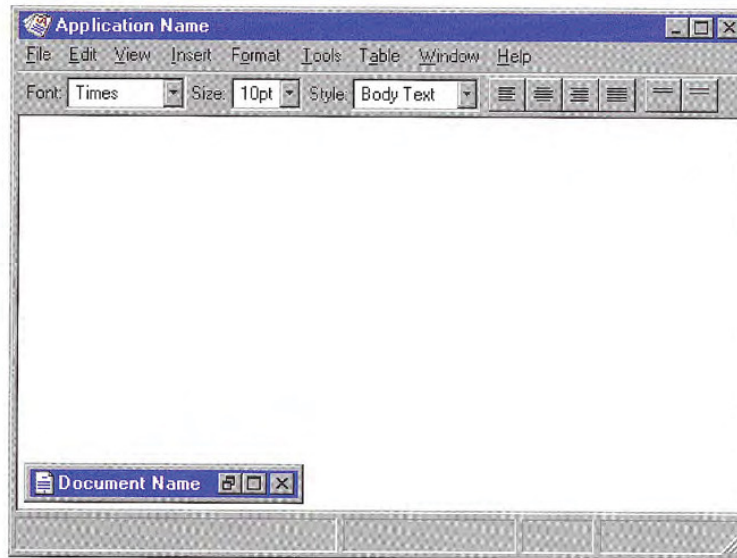 Application Name
File Edit View Insert Format Tools Table Window Help
Font: Times Size: 10pt Style: Body Text
Document Name